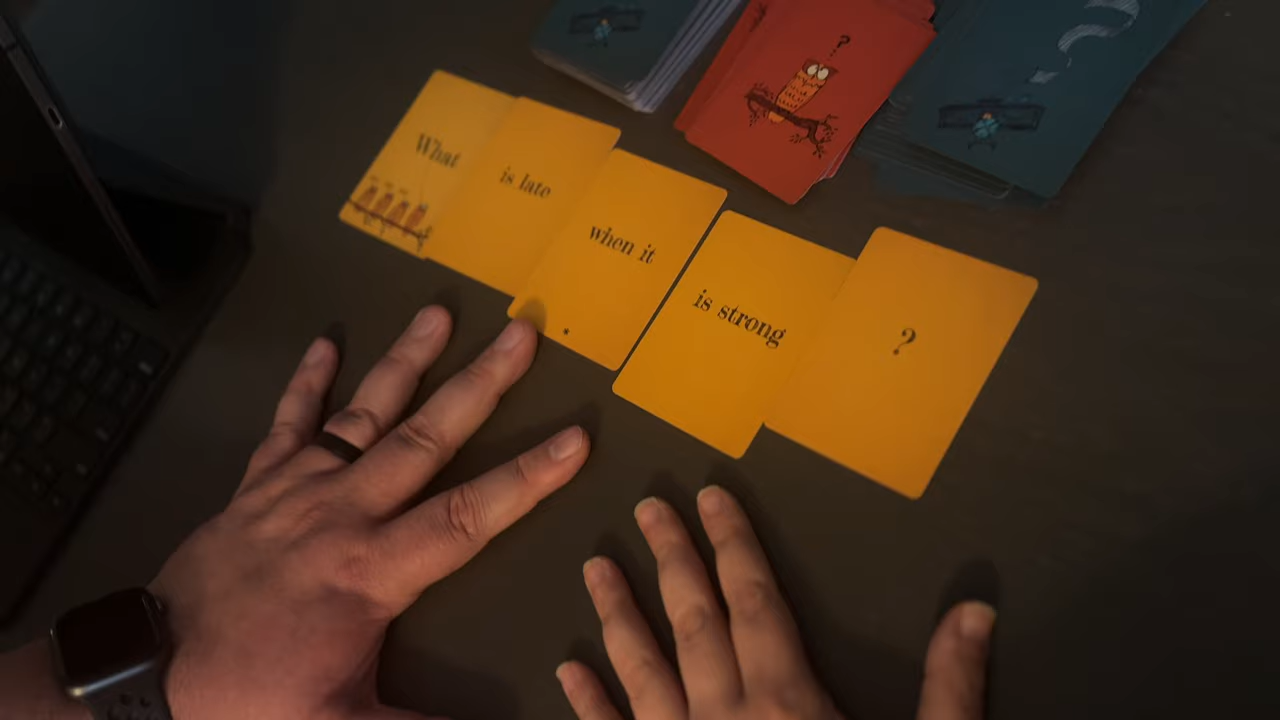 What
is late
when it
*
is strong
?
?